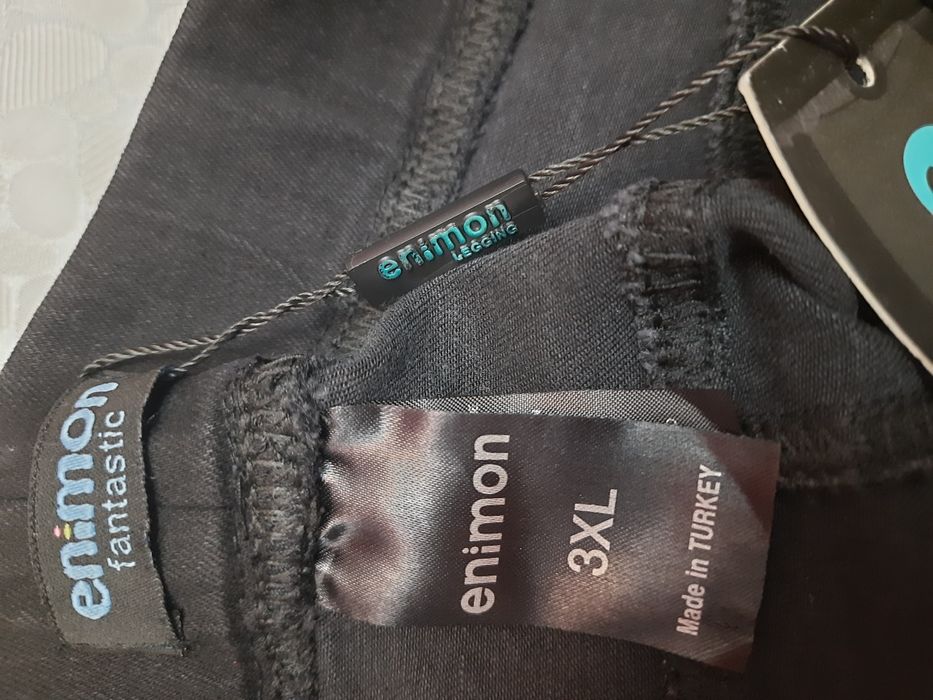 enimon
LEGGING
enimon
fantastic
enimon
3XL
Made in TURKEY